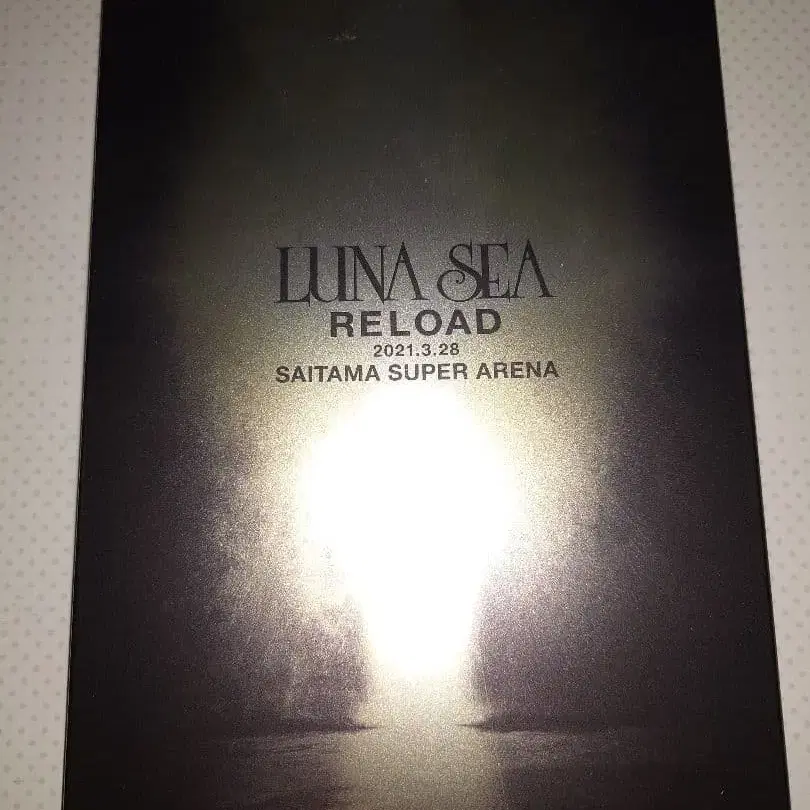 LUNA SEA
RELOAD
2021.3.28
SAITAMA SUPER ARENA